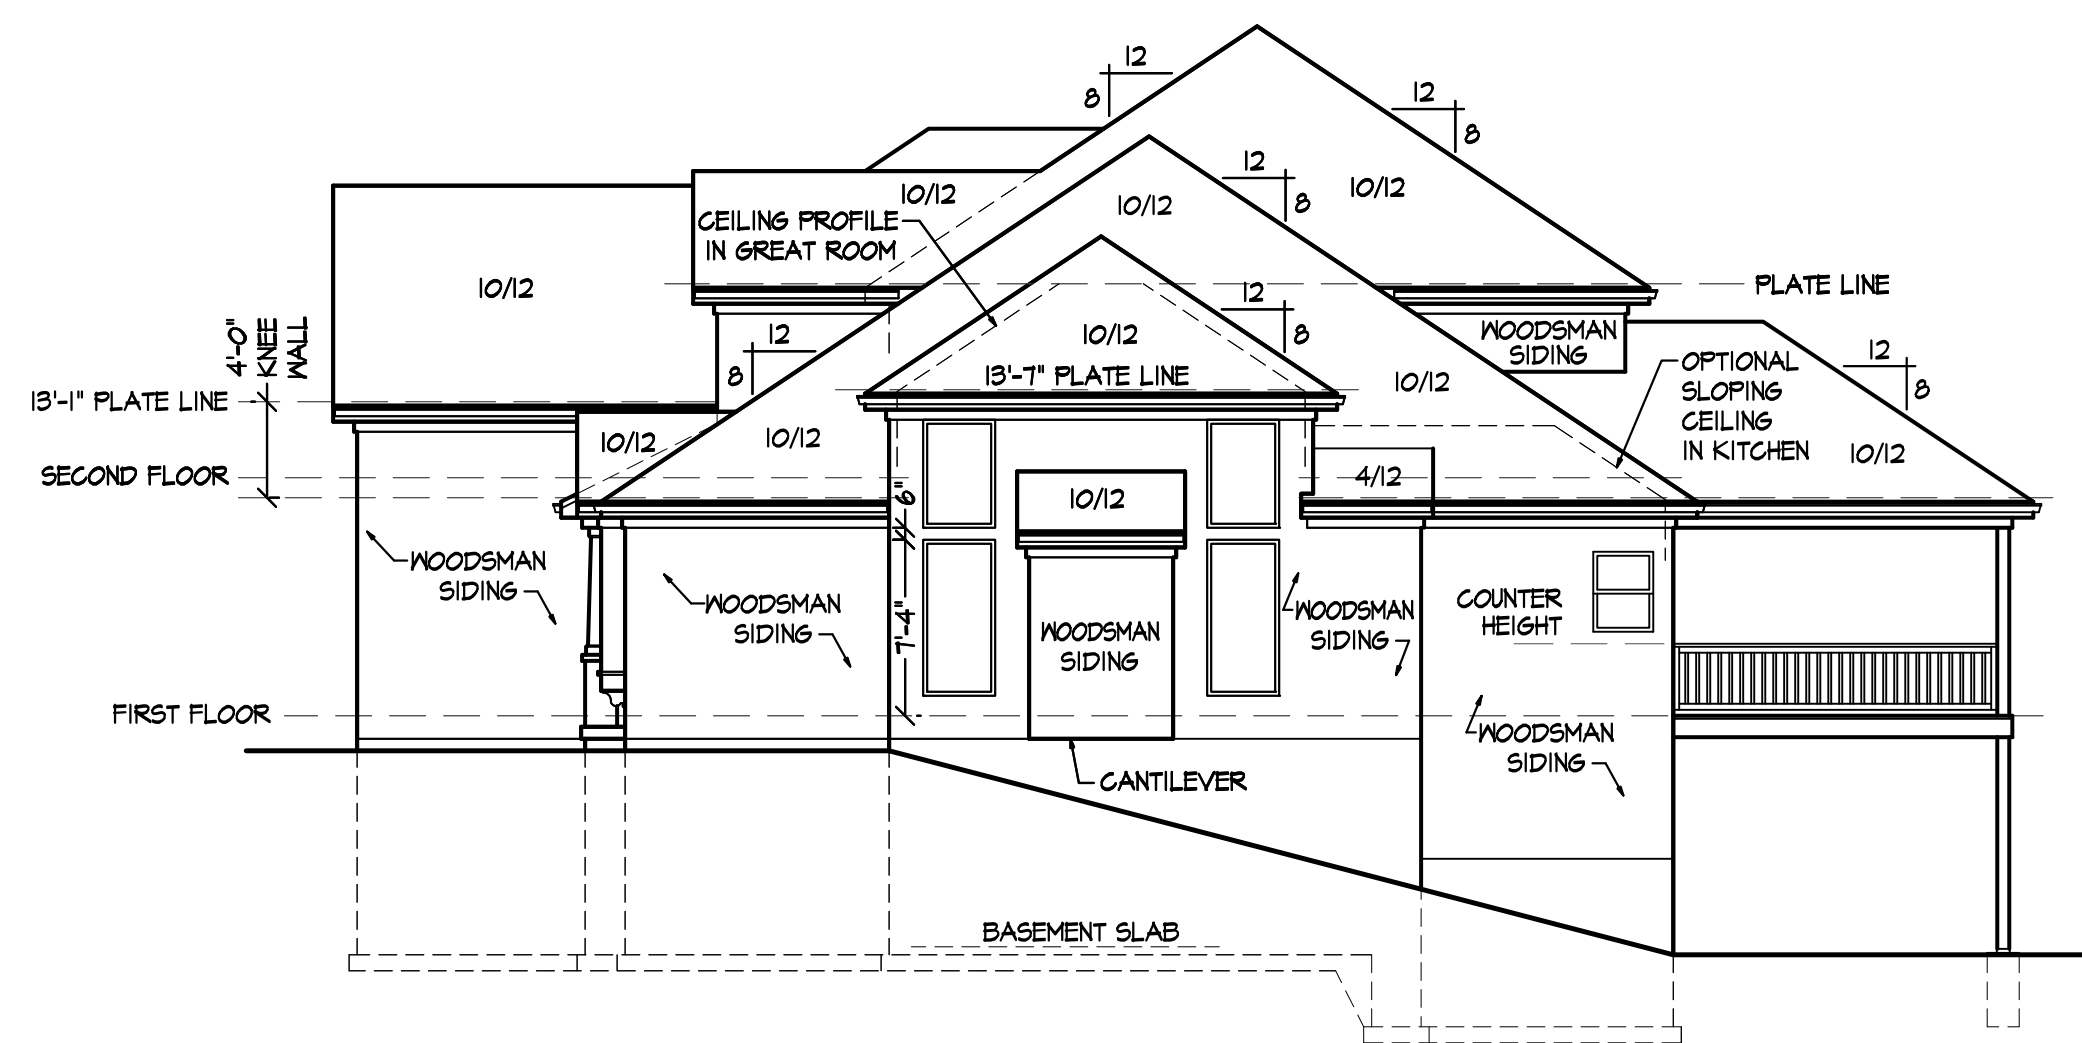 12
8
12
8
12
8
10/12
10/12
10/12
CEILING PROFILE
IN GREAT ROOM
10/12
PLATE LINE
12
8
4'-0"
KNEE
WALL
12
8
10/12
WOODSMAN
SIDING
13'-7" PLATE LINE
10/12
OPTIONAL
SLOPING
CEILING
IN KITCHEN
12
8
13'-1" PLATE LINE
10/12
10/12
10/12
SECOND FLOOR
4/12
6"
10/12
WOODSMAN
SIDING
WOODSMAN
SIDING
7'-4"
WOODSMAN
SIDING
WOODSMAN
SIDING
COUNTER
HEIGHT
FIRST FLOOR
WOODSMAN
SIDING
CANTILEVER
BASEMENT SLAB